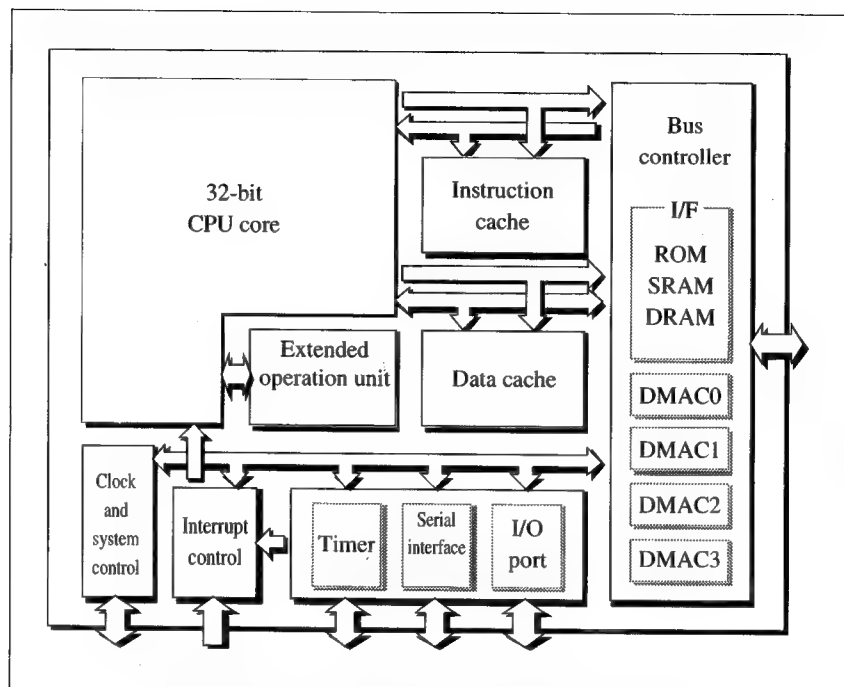 32-bit
CPU core
Instruction
cache
Bus
controller
I/F
ROM
SRAM
DRAM
Extended
operation unit
Data cache
DMAC0
DMAC1
DMAC2
DMAC3
Clock
and
system
control
Interrupt
control
Timer
Serial
interface
I/O
port